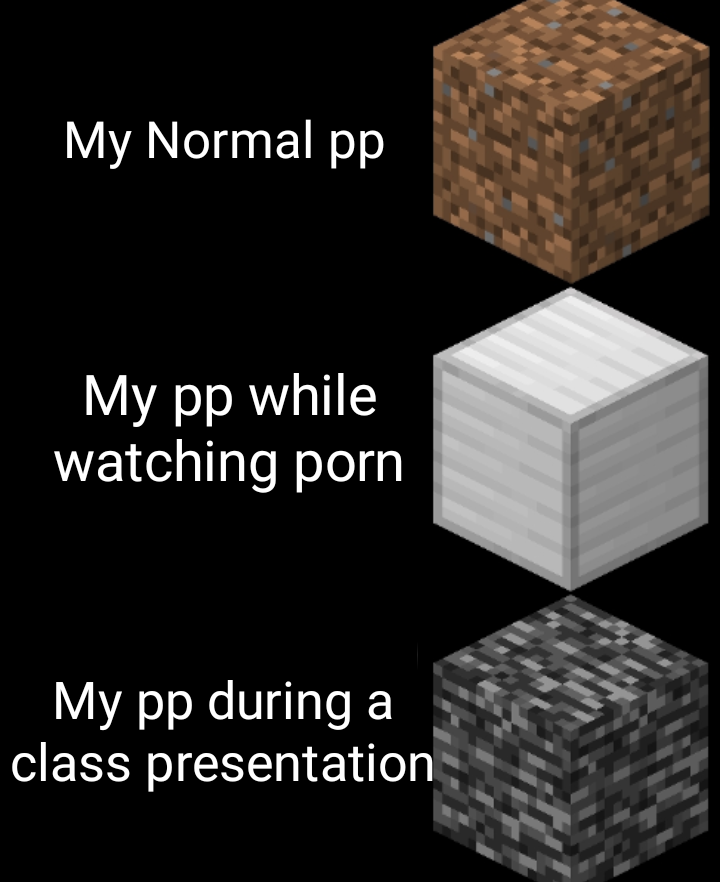 My Normal pp
My pp while
watching porn
My pp during a
class presentation